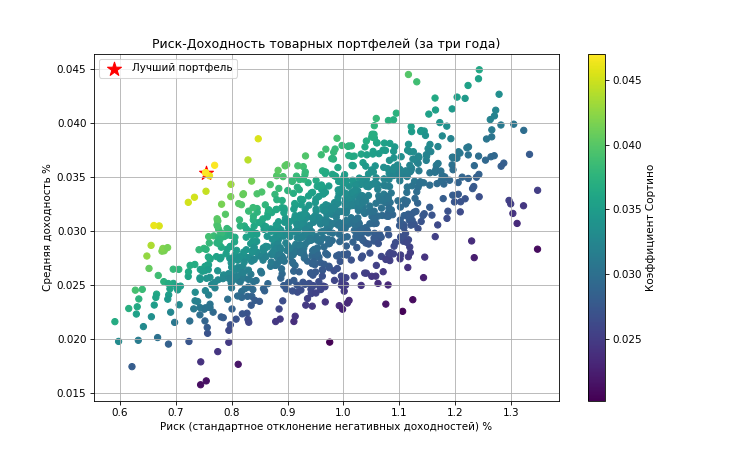 Риск-Доходность товарных портфелей (за три года)
Лучший портфель
Средняя доходность %
0.045
0.040
0.035
0.030
0.025
0.020
0.015
0.6 0.7 0.8 0.9 1.0 1.1 1.2 1.3
Риск (стандартное отклонение негативных доходностей) %
0.045
0.040
0.035
0.030
0.025
Коэффициент Сортино